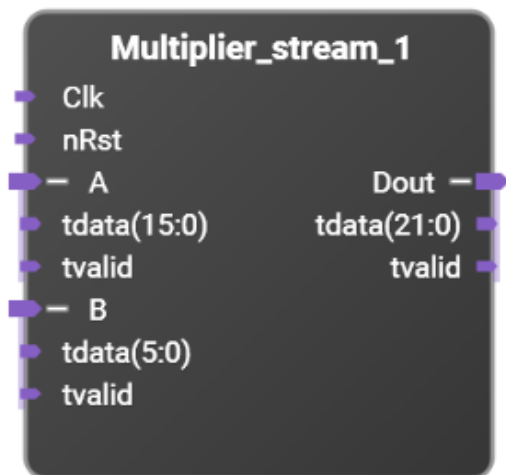 Multiplier_stream_1
Clk
nRst
A
Dout
tdata(15:0)
tdata(21:0)
tvalid
tvalid
B
tdata(5:0)
tvalid